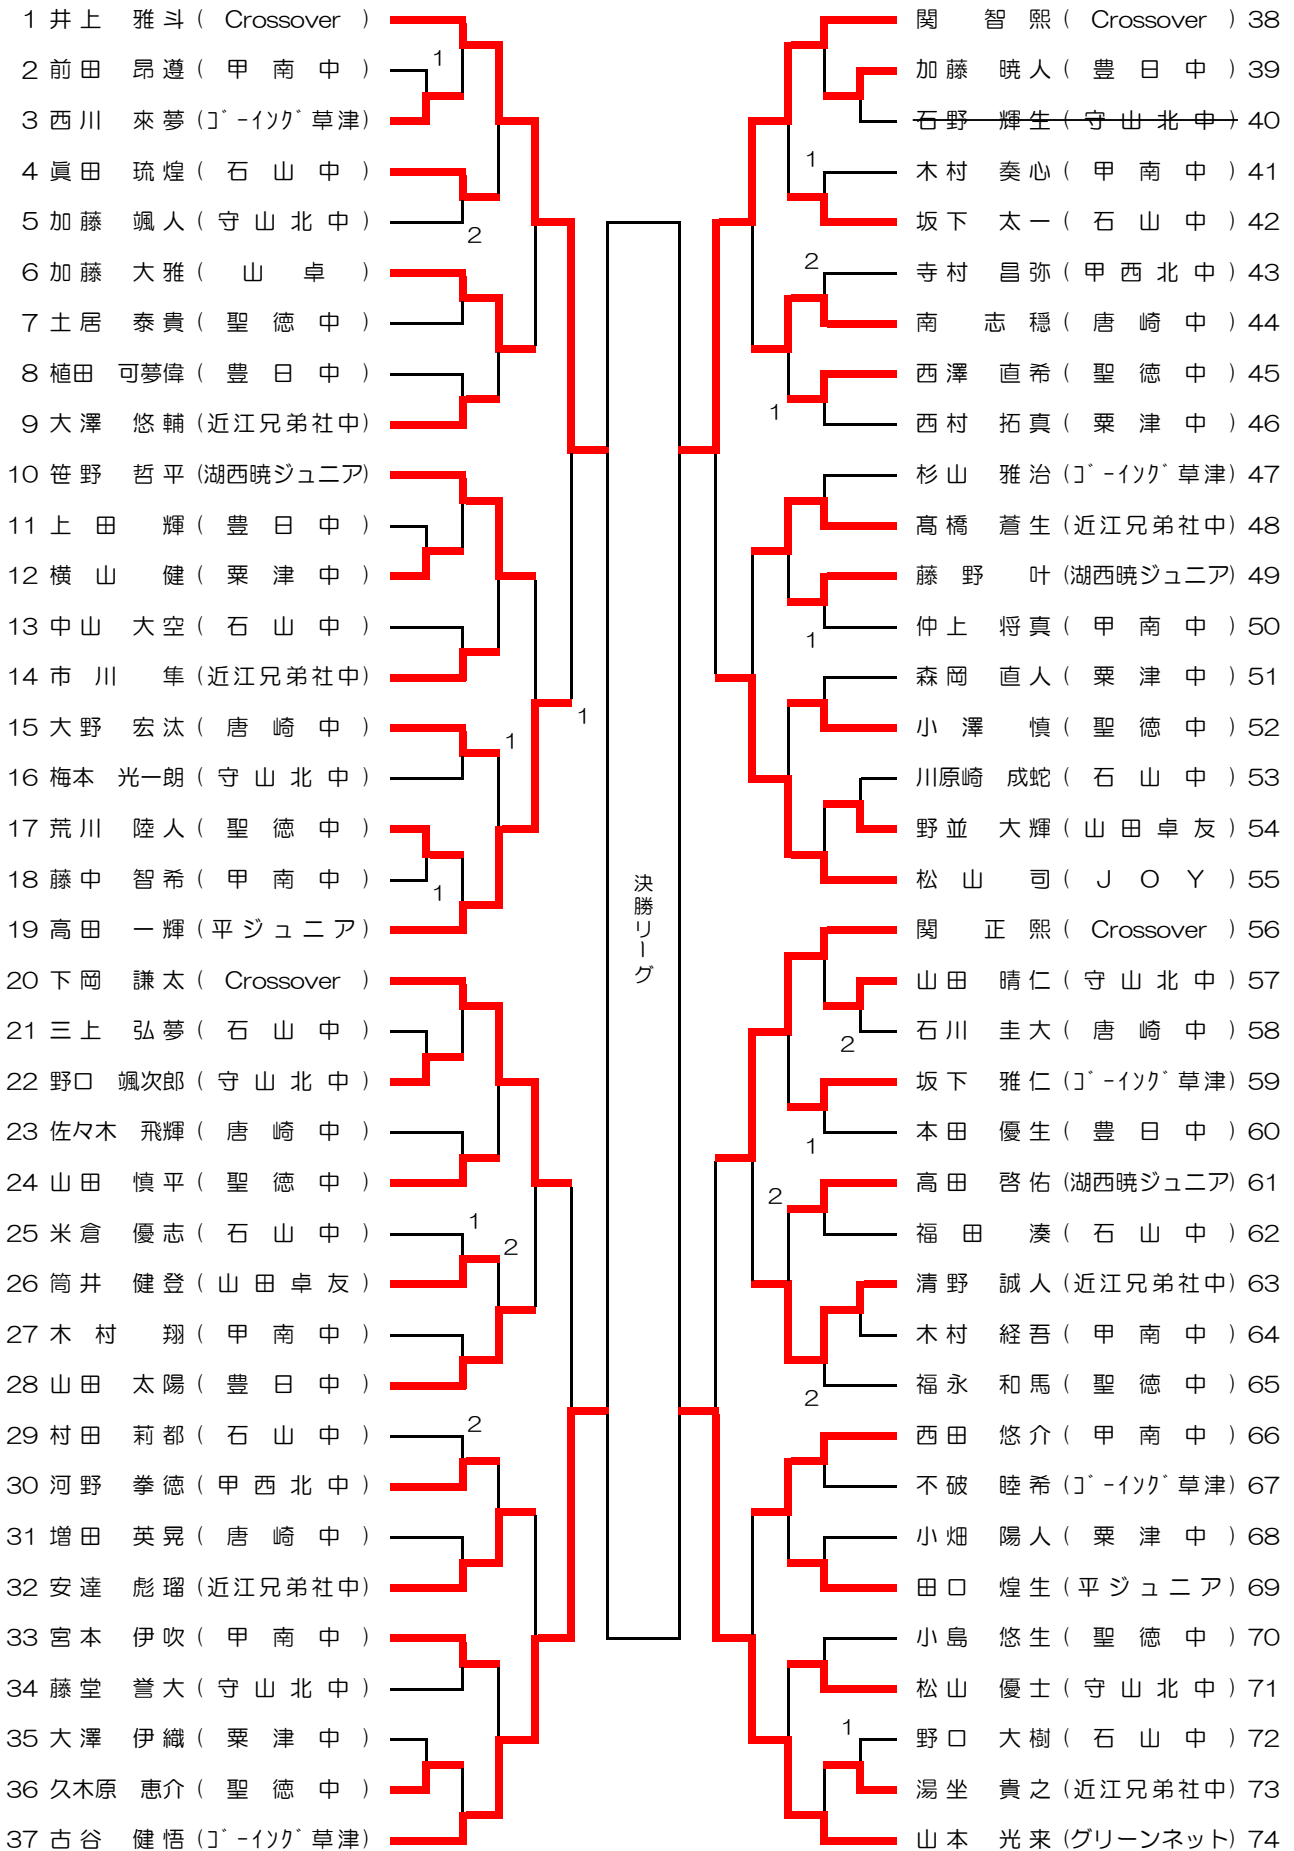 1 井上 雅斗 ( Crossover )
2 前田 昂遵 ( 甲南中 )
3 西川 來夢 (ｺﾞｰｲﾝｸﾞ草津)
4 眞田 琉煌 ( 石山中 )
5 加藤 颯人 ( 守山北中 )
6 加藤 大雅 ( 山卓 )
7 土居 泰貴 ( 聖徳中 )
8 植田 可夢偉 ( 豊日中 )
9 大澤 悠輔 (近江兄弟社中)
10 笹野 哲平 (湖西暁ジュニア)
11 上田 輝 ( 豊日中 )
12 横山 健 ( 粟津中 )
13 中山 大空 ( 石山中 )
14 市川 隼 (近江兄弟社中)
15 大野 宏汰 ( 唐崎中 )
16 梅本 光一朗 ( 守山北中 )
17 荒川 陸人 ( 聖徳中 )
18 藤中 智希 ( 甲南中 )
19 高田 一輝 (平ジュニア)
20 下岡 謙太 ( Crossover )
21 三上 弘夢 ( 石山中 )
22 野口 颯次郎 ( 守山北中 )
23 佐々木 飛輝 ( 唐崎中 )
24 山田 慎平 ( 聖徳中 )
25 米倉 優志 ( 石山中 )
26 筒井 健登 ( 山田卓友 )
27 木村 翔 ( 甲南中 )
28 山田 太陽 ( 豊日中 )
29 村田 莉都 ( 石山中 )
30 河野 拳徳 ( 甲西北中 )
31 増田 英晃 ( 唐崎中 )
32 安達 彪瑠 (近江兄弟社中)
33 宮本 伊吹 ( 甲南中 )
34 藤堂 誉大 ( 守山北中 )
35 大澤 伊織 ( 粟津中 )
36 久木原 恵介 ( 聖徳中 )
37 古谷 健悟 (ｺﾞｰｲﾝｸﾞ草津)
1
2
1
1
1
1
2
2
決勝リーグ
1
2
1
1
2
1
2
2
1
関 智熙 ( Crossover ) 38
加藤 暁人 ( 豊日中 ) 39
石野 輝生 ( 守山北中 ) 40
木村 奏心 ( 甲南中 ) 41
坂下 太一 ( 石山中 ) 42
寺村 昌弥 ( 甲西北中 ) 43
南 志穏 ( 唐崎中 ) 44
西澤 直希 ( 聖徳中 ) 45
西村 拓真 ( 粟津中 ) 46
杉山 雅治 (ｺﾞｰｲﾝｸﾞ草津) 47
髙橋 蒼生 (近江兄弟社中) 48
藤野 叶 (湖西暁ジュニア) 49
仲上 将真 ( 甲南中 ) 50
森岡 直人 ( 粟津中 ) 51
小澤 慎 ( 聖徳中 ) 52
川原崎 成蛇 ( 石山中 ) 53
野並 大輝 ( 山田卓友 ) 54
松山 司 ( JOY ) 55
関 正熙 ( Crossover ) 56
山田 晴仁 ( 守山北中 ) 57
石川 圭大 ( 唐崎中 ) 58
坂下 雅仁 (ｺﾞｰｲﾝｸﾞ草津) 59
本田 優生 ( 豊日中 ) 60
高田 啓佑 (湖西暁ジュニア) 61
福田 湊 ( 石山中 ) 62
清野 誠人 (近江兄弟社中) 63
木村 経吾 ( 甲南中 ) 64
福永 和馬 ( 聖徳中 ) 65
西田 悠介 ( 甲南中 ) 66
不破 睦希 (ｺﾞｰｲﾝｸﾞ草津) 67
小畑 陽人 ( 粟津中 ) 68
田口 煌生 (平ジュニア) 69
小島 悠生 ( 聖徳中 ) 70
松山 優士 ( 守山北中 ) 71
野口 大樹 ( 石山中 ) 72
湯坐 貴之 (近江兄弟社中) 73
山本 光来 (グリーンネット) 74